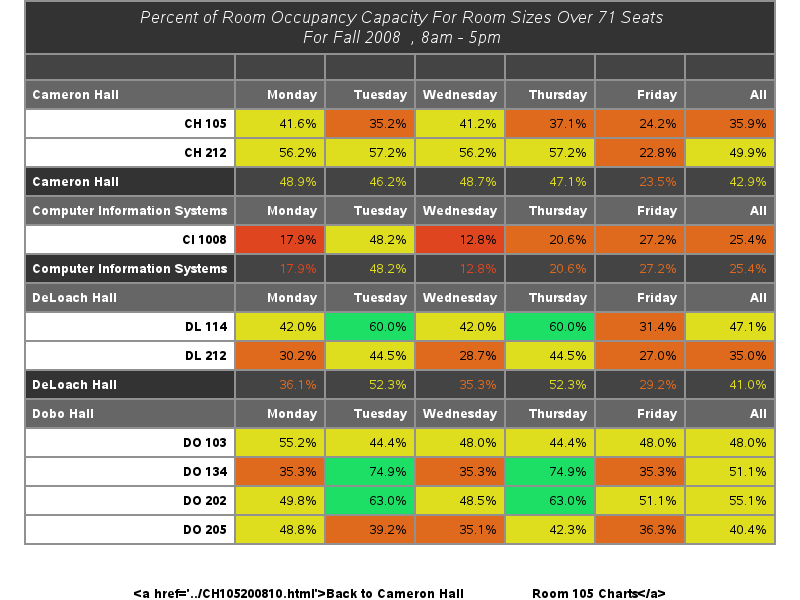 Percent of Room Occupancy Capacity For Room Sizes Over 71 Seats
For Fall 2008 , 8am - 5pm
Cameron Hall Monday Tuesday Wednesday Thursday Friday All
CH 105 41.6% 35.2% 41.2% 37.1% 24.2% 35.9%
CH 212 56.2% 57.2% 56.2% 57.2% 22.8% 49.9%
Cameron Hall 48.9% 46.2% 48.7% 47.1% 23.5% 42.9%
Computer Information Systems Monday Tuesday Wednesday Thursday Friday All
CI 1008 17.9% 48.2% 12.8% 20.6% 27.2% 25.4%
Computer Information Systems 17.9% 48.2% 12.8% 20.6% 27.2% 25.4%
DeLoach Hall Monday Tuesday Wednesday Thursday Friday All
DL 114 42.0% 60.0% 42.0% 60.0% 31.4% 47.1%
DL 212 30.2% 44.5% 28.7% 44.5% 27.0% 35.0%
DeLoach Hall 36.1% 52.3% 35.3% 52.3% 29.2% 41.0%
Dobo Hall Monday Tuesday Wednesday Thursday Friday All
DO 103 55.2% 44.4% 48.0% 44.4% 48.0% 48.0%
DO 134 35.3% 74.9% 35.3% 74.9% 35.3% 51.1%
DO 202 49.8% 63.0% 48.5% 63.0% 51.1% 55.1%
DO 205 48.8% 39.2% 35.1% 42.3% 36.3% 40.4%
<a href='../CH105200810.html'>Back to Cameron Hall Room 105 Charts</a>